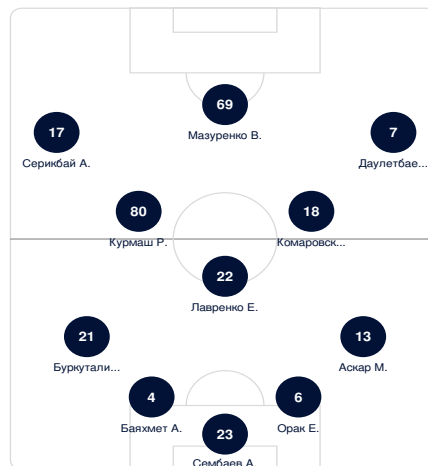 69
Мазуренко В.
17
Серикбай А.
7
Даулетбае...
80
Курмаш Р.
18
Комаровск...
22
Лавренко Е.
21
Буркутали...
13
Аскар М.
4
Баяхмет А.
6
Орак Е.
23
Сембаев А.